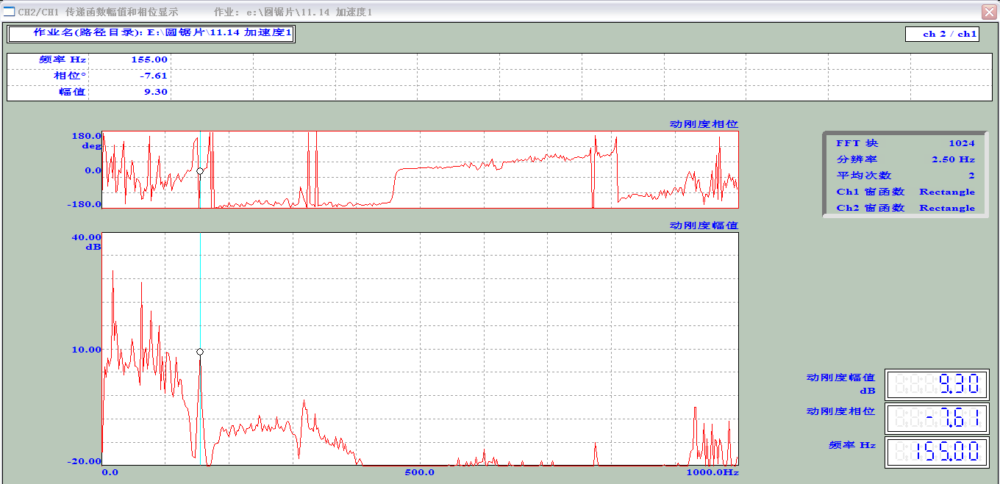 CH2/CH1 传递函数幅值和相位显示 作业: e:\圆锯片\11.14 加速度1
作业名(路径目录): E:\圆锯片\11.14 加速度1
ch 2 / ch1
频率 Hz 155.00
相位° -7.61
幅值 9.30
动刚度相位
180.0
deg
0.0
-180.0
FFT 块 1024
分辨率 2.50 Hz
平均次数 2
Ch1 窗函数 Rectangle
Ch2 窗函数 Rectangle
动刚度幅值
40.00
dB
10.00
-20.00
0.0 500.0 1000.0Hz
动刚度幅值
dB 9.30
动刚度相位 -7.61
频率 Hz 155.00